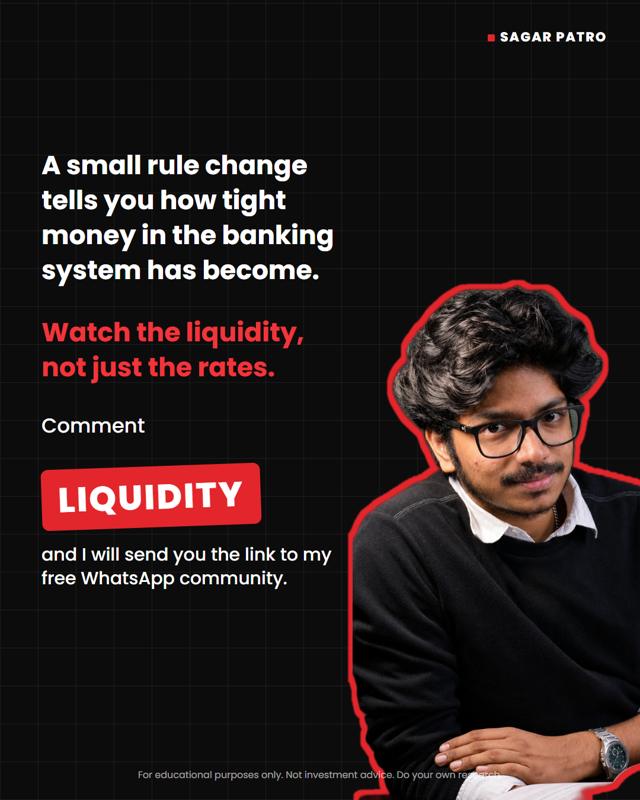 SAGAR PATRO
A small rule change
tells you how tight
money in the banking
system has become.
Watch the liquidity,
not just the rates.
Comment
LIQUIDITY
and I will send you the link to my
free WhatsApp community.
For educational purposes only. Not investment advice. Do your own research.